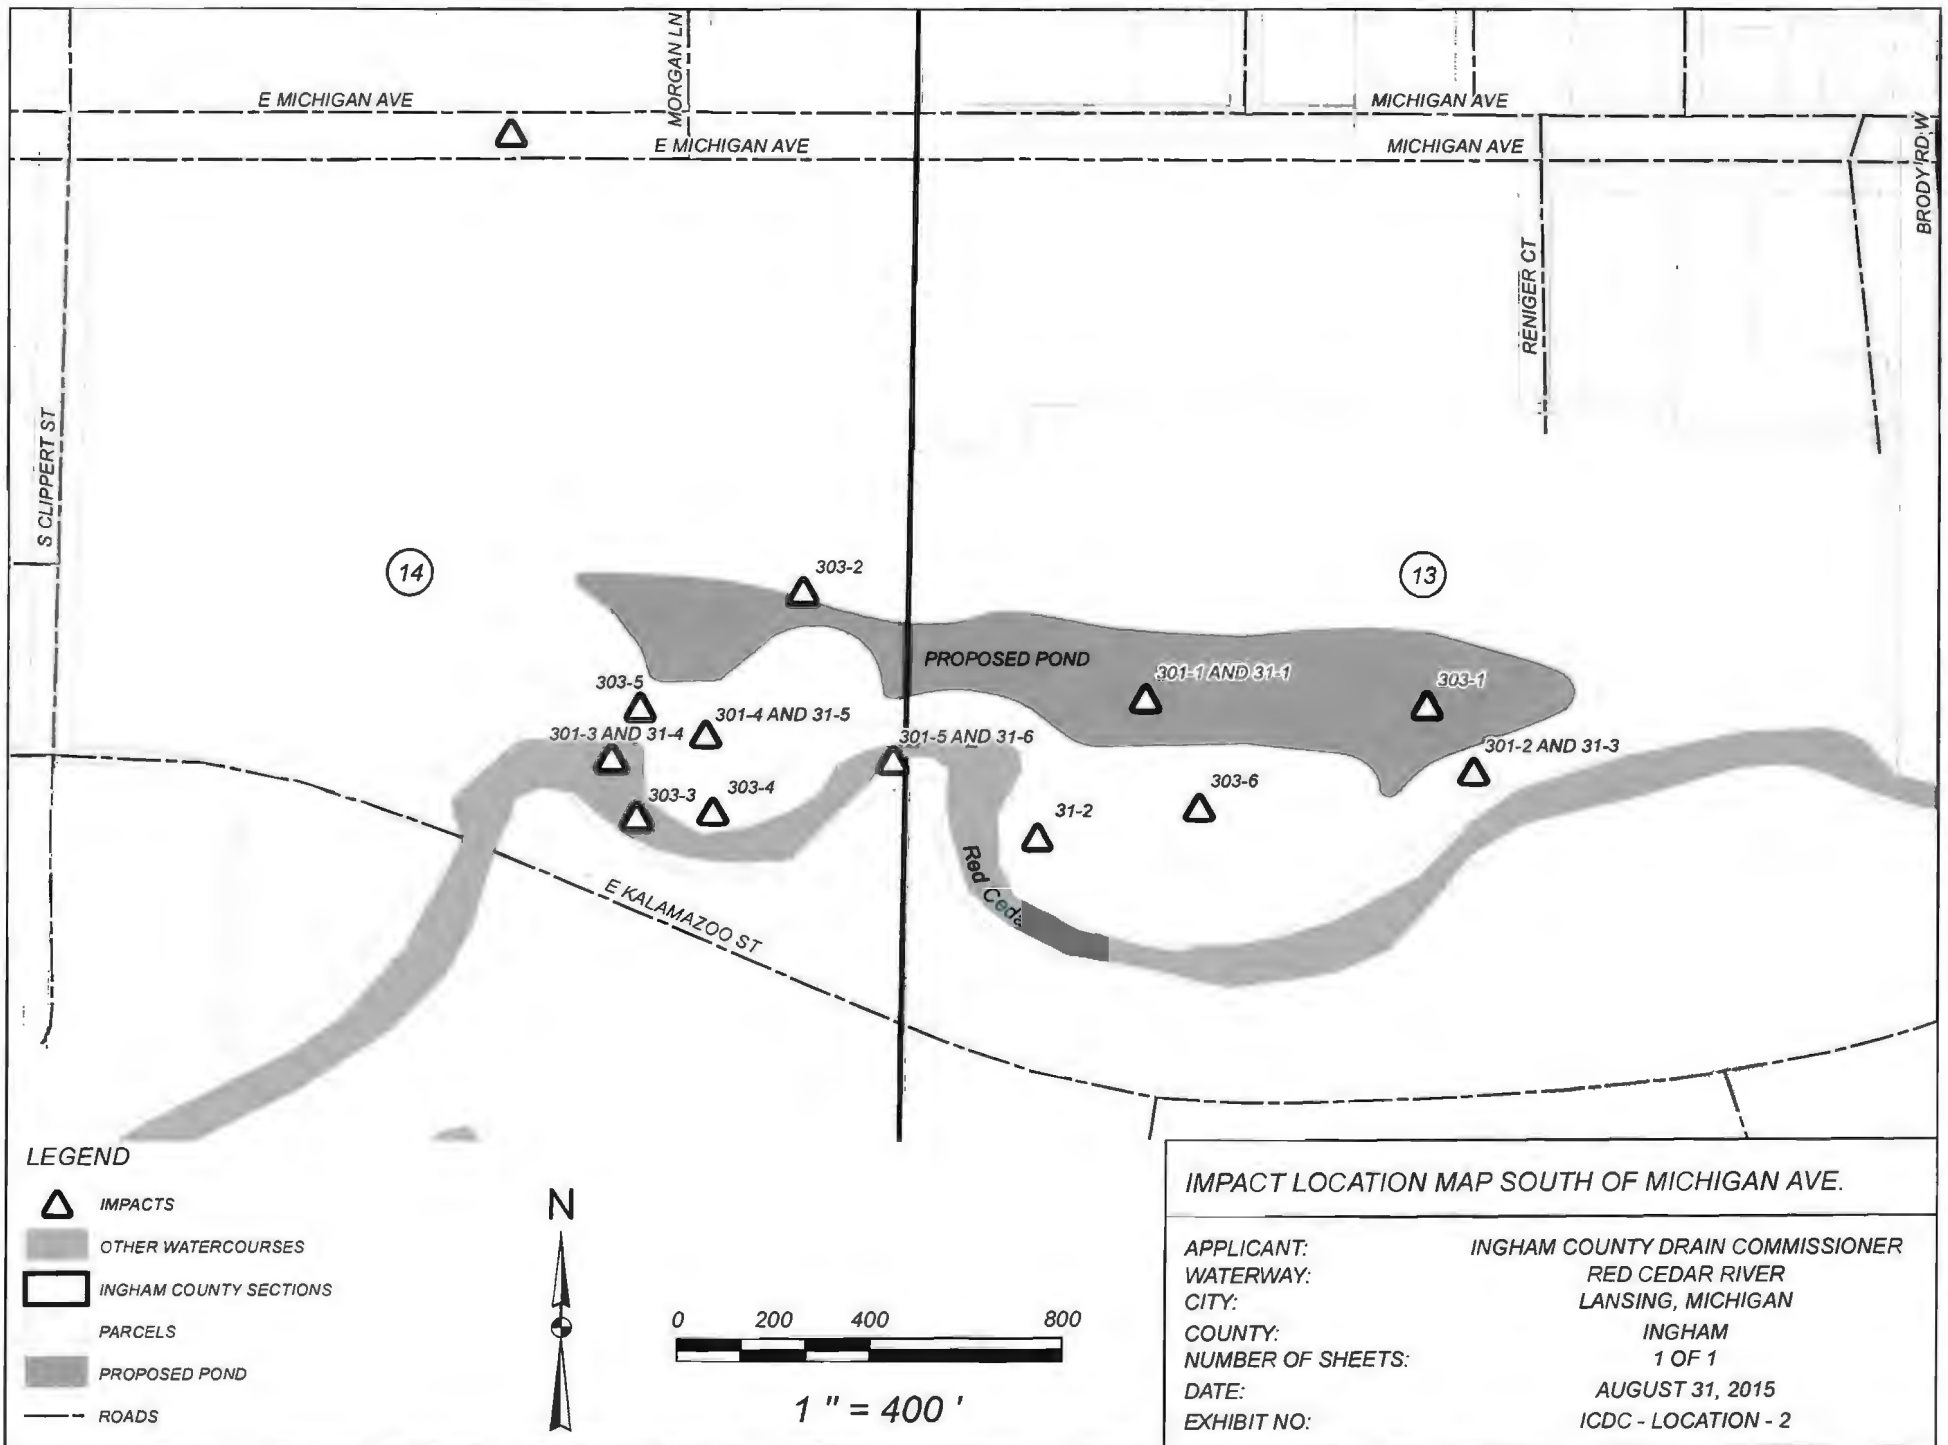 MORGAN LN
E MICHIGAN AVE
MICHIGAN AVE
E MICHIGAN AVE
MICHIGAN AVE
BRODY RD W
RENIGER CT
S CLIPPERT ST
14
303-2
13
PROPOSED POND
301-1 AND 31-1
303-1
303-5
301-4 AND 31-5
301-3 AND 31-4
301-5 AND 31-6
301-2 AND 31-3
303-3
303-4
303-6
31-2
Red Ceda
E KALAMAZOO ST
LEGEND
IMPACTS
OTHER WATERCOURSES
INGHAM COUNTY SECTIONS
PARCELS
PROPOSED POND
ROADS
N
0 200 400 800
1 " = 400 '
IMPACT LOCATION MAP SOUTH OF MICHIGAN AVE.
APPLICANT: INGHAM COUNTY DRAIN COMMISSIONER
WATERWAY: RED CEDAR RIVER
CITY: LANSING, MICHIGAN
COUNTY: INGHAM
NUMBER OF SHEETS: 1 OF 1
DATE: AUGUST 31, 2015
EXHIBIT NO: ICDC - LOCATION - 2